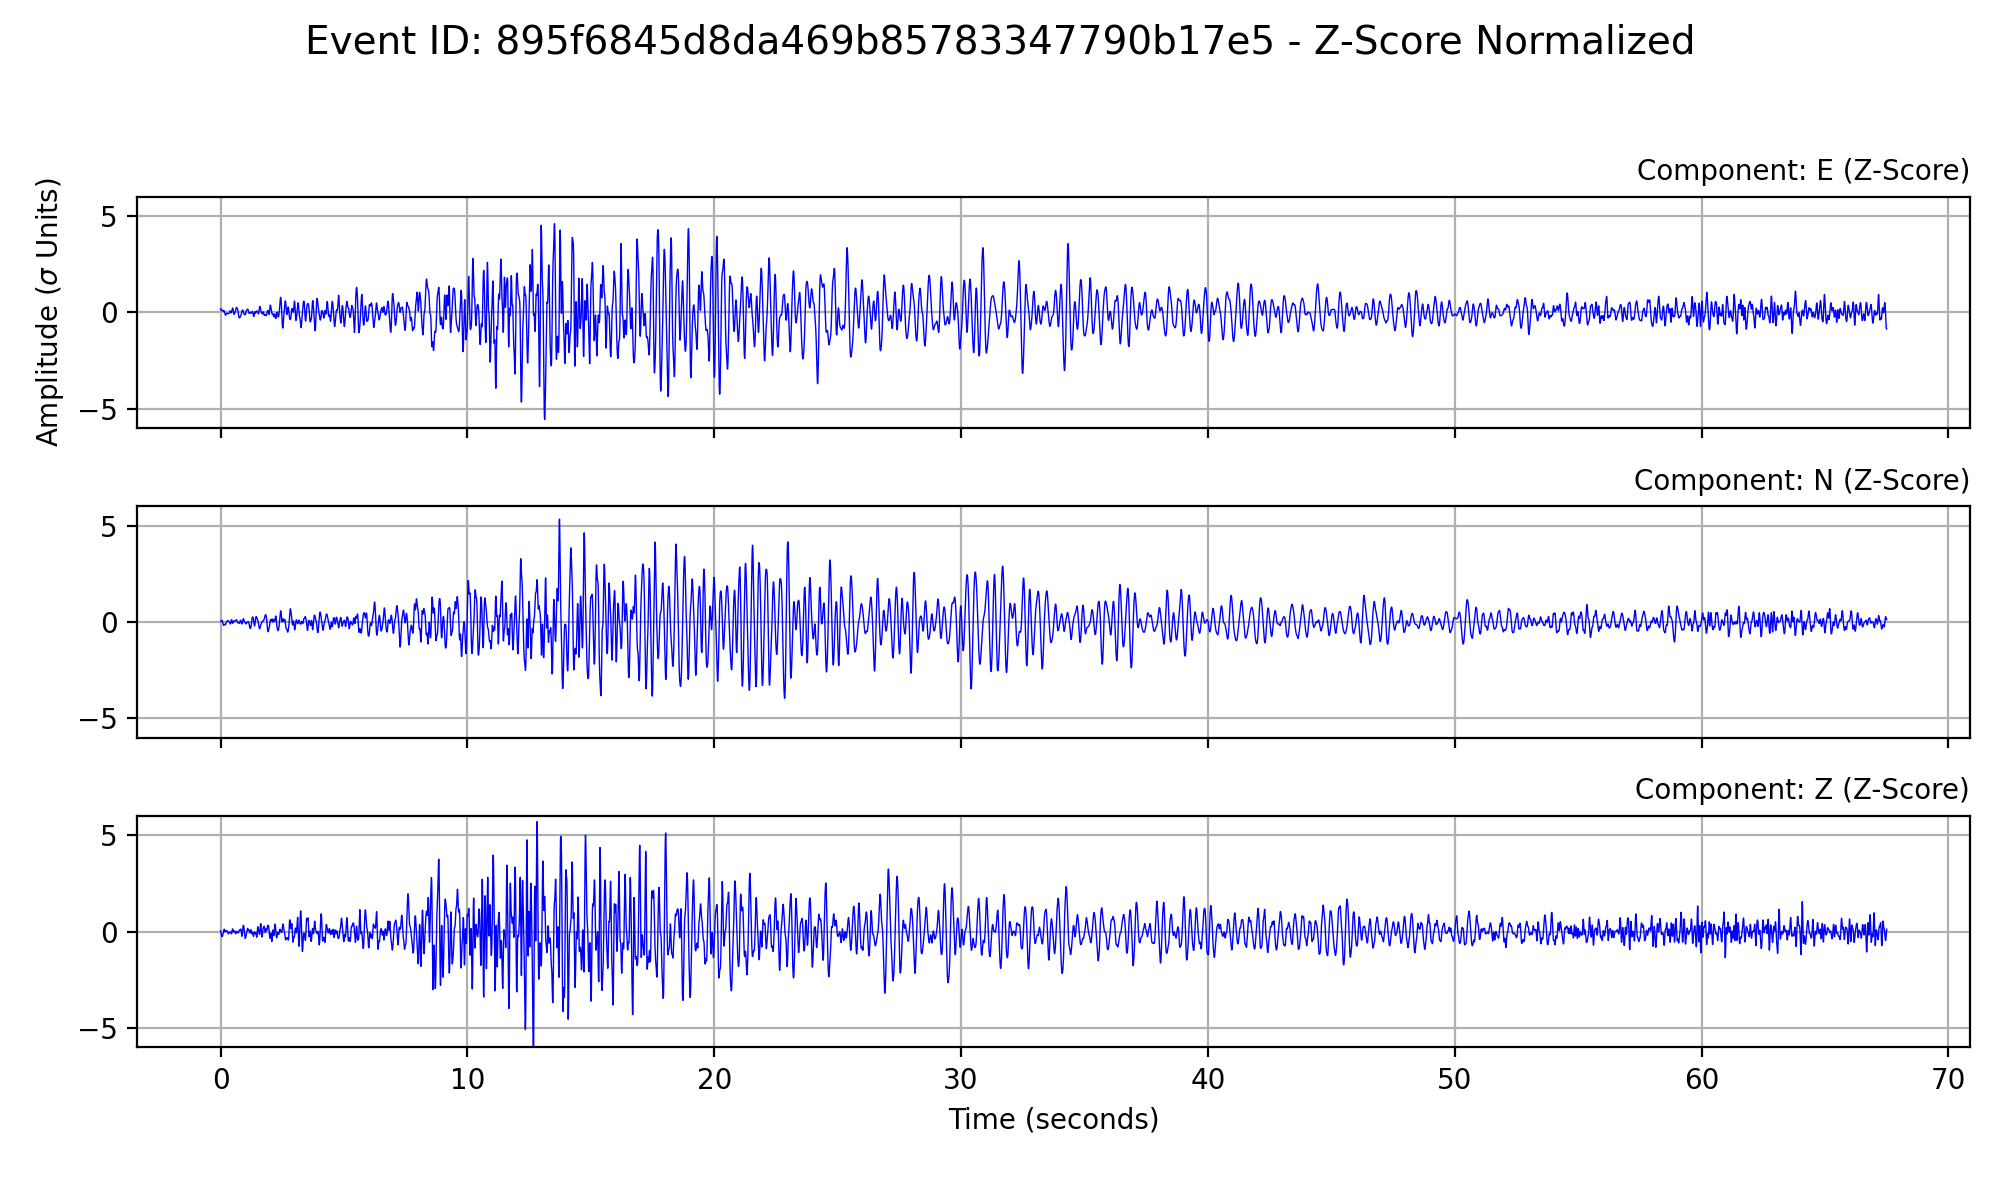 Event ID: 895f6845d8da469b85783347790b17e5 - Z-Score Normalized
Component: E (Z-Score)
Amplitude (σ Units)
5
0
−5
Component: N (Z-Score)
5
0
−5
Component: Z (Z-Score)
5
0
−5
0 10 20 30 40 50 60 70
Time (seconds)